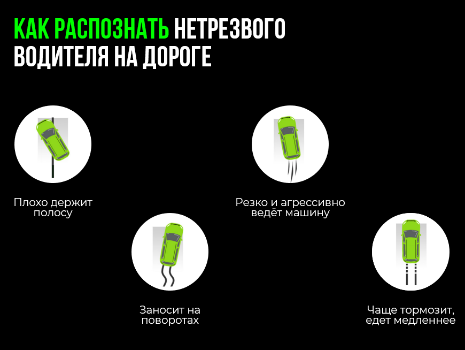 КАК РАСПОЗНАТЬ НЕТРЕЗВОГО
ВОДИТЕЛЯ НА ДОРОГЕ
Плохо держит
полосу
Резко и агрессивно
ведёт машину
Заносит на
поворотах
Чаще тормозит,
едет медленнее